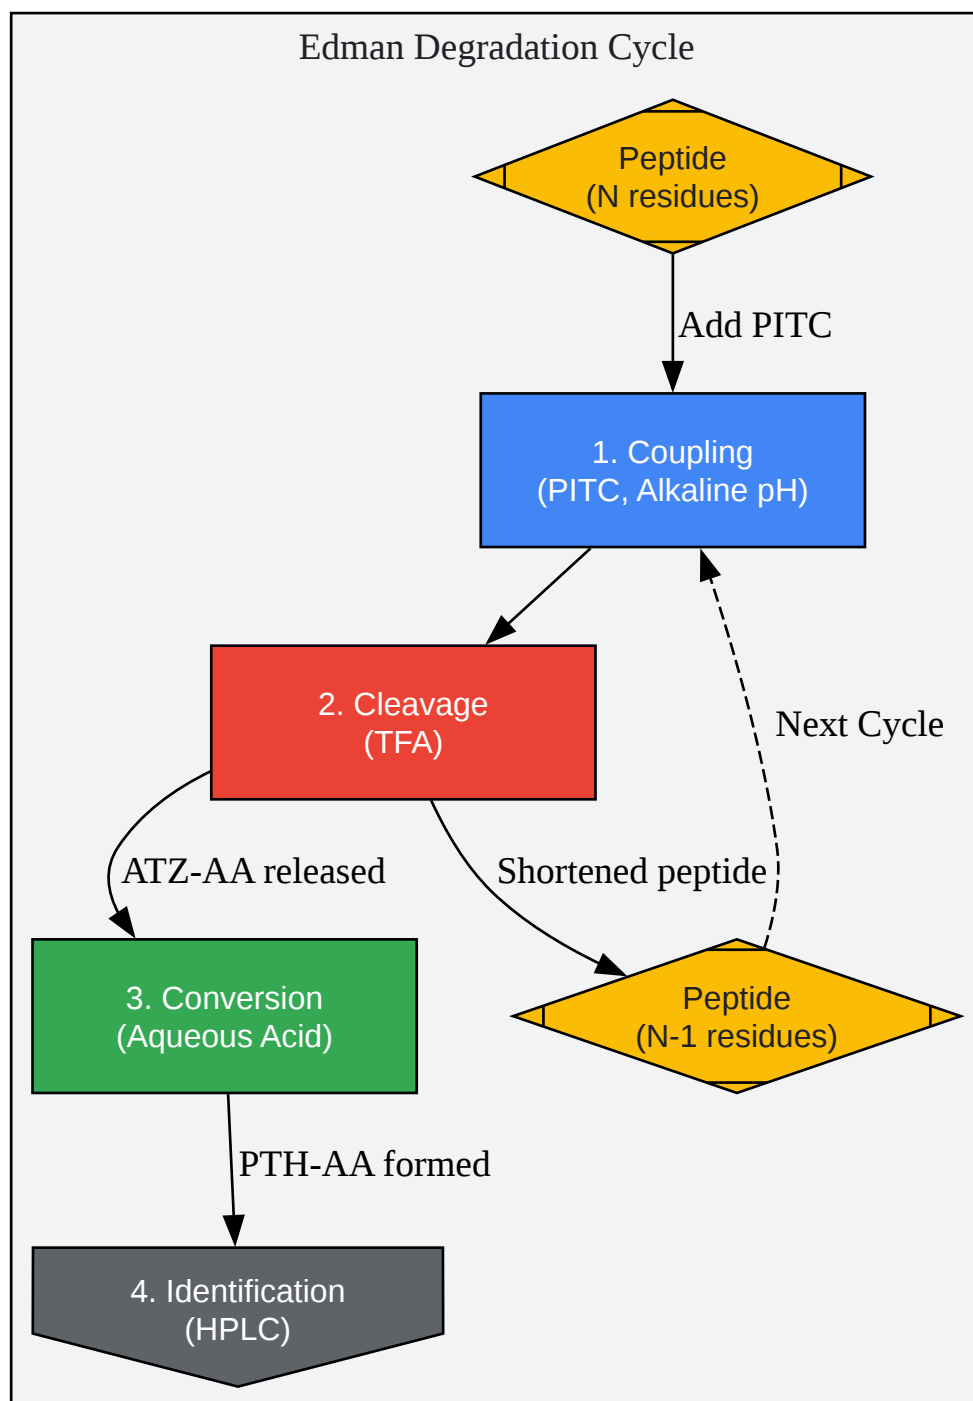 Edman Degradation Cycle
Peptide
(N residues)
Add PITC
1. Coupling
(PITC, Alkaline pH)
2. Cleavage
(TFA)
Next Cycle
ATZ-AA released
Shortened peptide
3. Conversion
(Aqueous Acid)
Peptide
(N-1 residues)
PTH-AA formed
4. Identification
(HPLC)